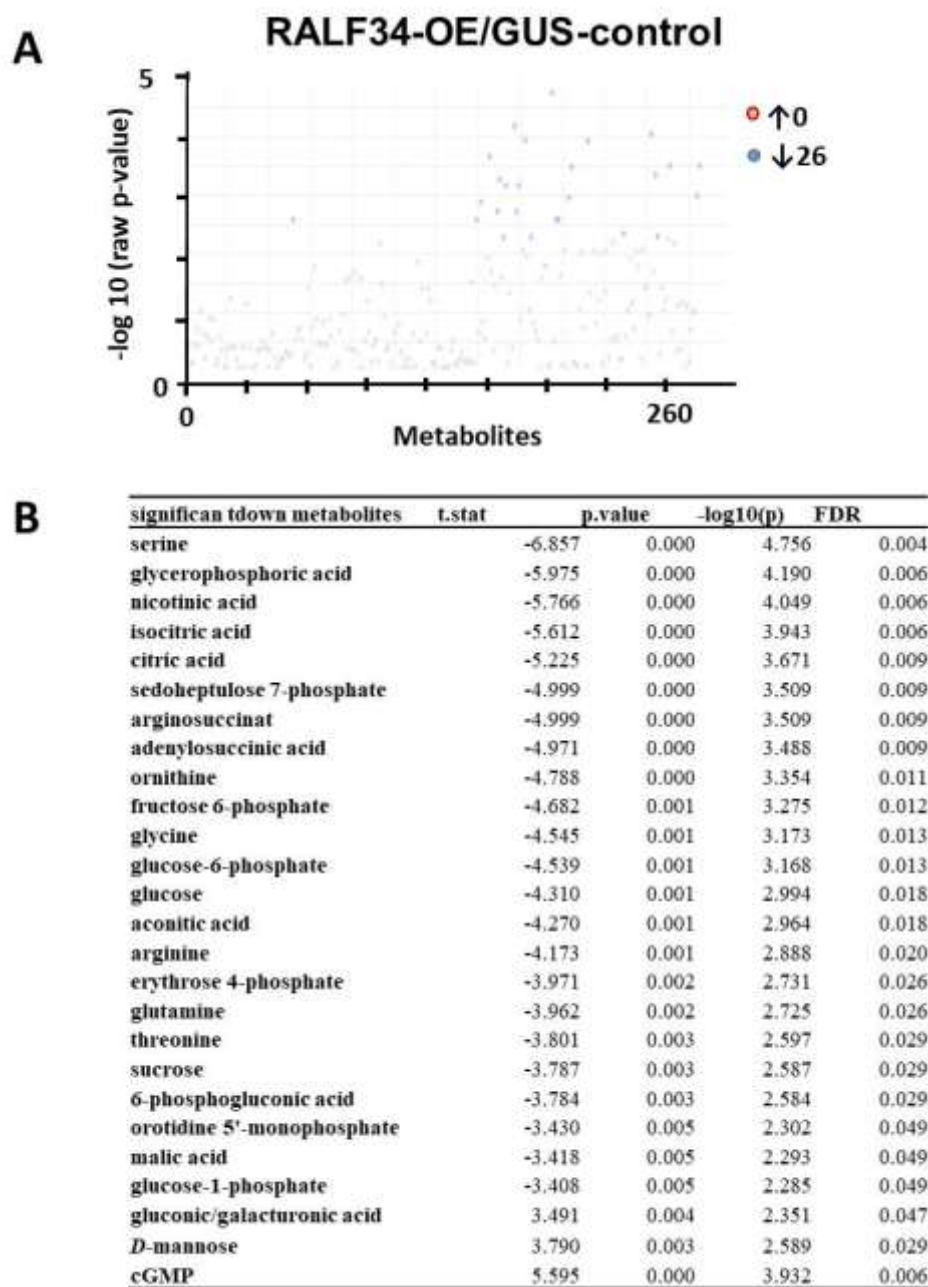 A
RALF34-OE/GUS-control
5
-log 10 (raw p-value)
↑0
↓26
0
0
260
Metabolites
B
significan tdown metabolites t.stat p.value -log10(p) FDR
serine -6.857 0.000 4.756 0.004
glycerophosphoric acid -5.975 0.000 4.190 0.006
nicotinic acid -5.766 0.000 4.049 0.006
isocitric acid -5.612 0.000 3.943 0.006
citric acid -5.225 0.000 3.671 0.009
sedoheptulose 7-phosphate -4.999 0.000 3.509 0.009
arginosuccinat -4.999 0.000 3.509 0.009
adenylosuccinic acid -4.971 0.000 3.488 0.009
ornithine -4.788 0.000 3.354 0.011
fructose 6-phosphate -4.682 0.001 3.275 0.012
glycine -4.545 0.001 3.173 0.013
glucose-6-phosphate -4.539 0.001 3.168 0.013
glucose -4.310 0.001 2.994 0.018
aconitic acid -4.270 0.001 2.964 0.018
arginine -4.173 0.001 2.888 0.020
erythrose 4-phosphate -3.971 0.002 2.731 0.026
glutamine -3.962 0.002 2.725 0.026
threonine -3.801 0.003 2.597 0.029
sucrose -3.787 0.003 2.587 0.029
6-phosphogluconic acid -3.784 0.003 2.584 0.029
orotidine 5'-monophosphate -3.430 0.005 2.302 0.049
malic acid -3.418 0.005 2.293 0.049
glucose-1-phosphate -3.408 0.005 2.285 0.049
gluconic/galacturonic acid 3.491 0.004 2.351 0.047
D-mannose 3.790 0.003 2.589 0.029
cGMP 5.595 0.000 3.932 0.006